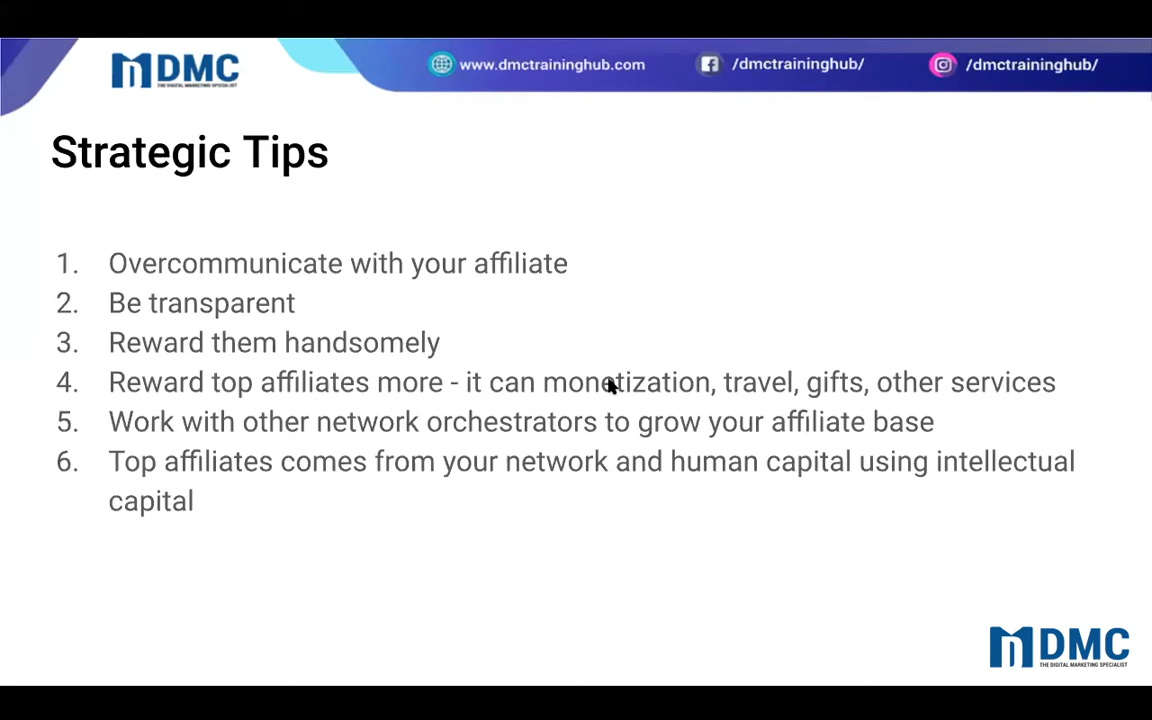 DMC
THE DIGITAL MARKETING SPECIALIST
www.dmctraininghub.com
/dmctraininghub/
/dmctraininghub/
Strategic Tips
1. Overcommunicate with your affiliate
2. Be transparent
3. Reward them handsomely
4. Reward top affiliates more - it can monetization, travel, gifts, other services
5. Work with other network orchestrators to grow your affiliate base
6. Top affiliates comes from your network and human capital using intellectual
capital
DMC
THE DIGITAL MARKETING SPECIALIST